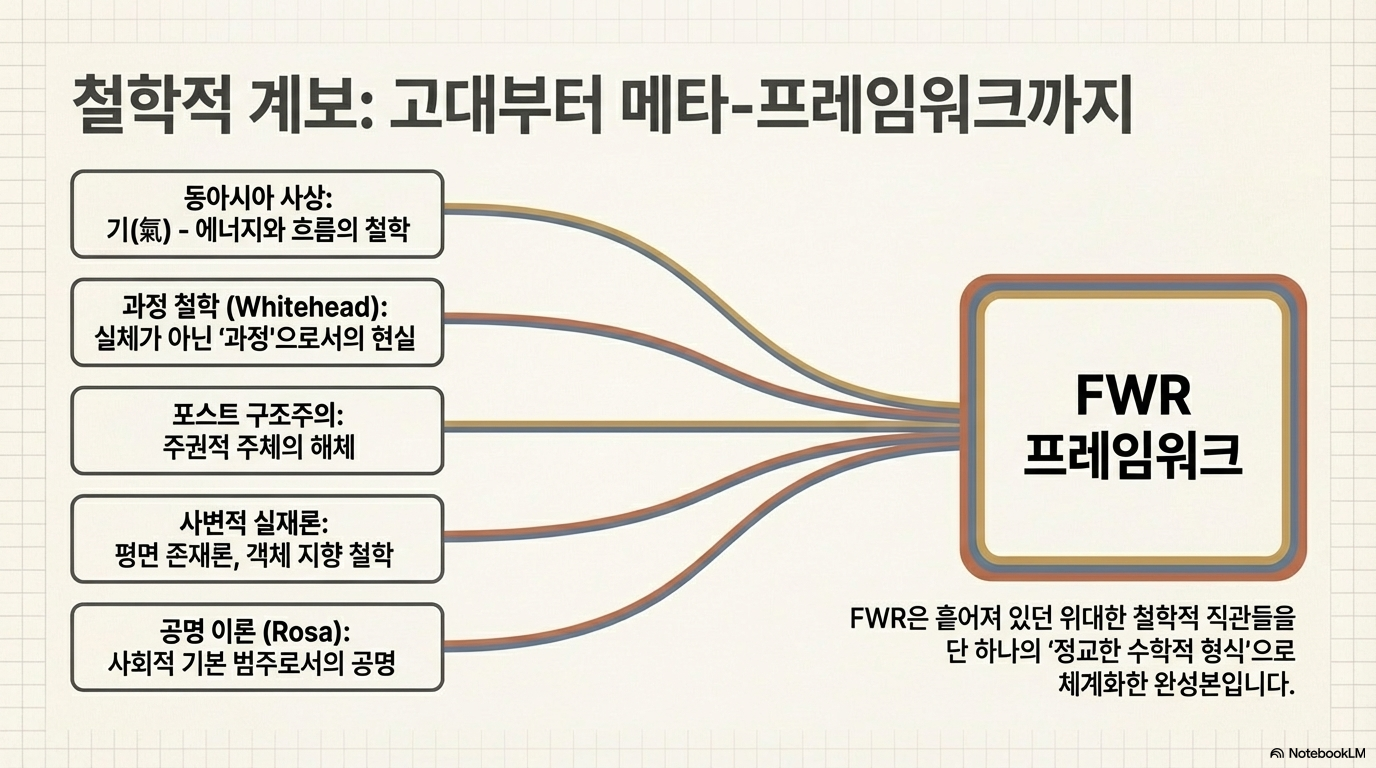 철학적 계보: 고대부터 메타-프레임워크까지
동아시아 사상:
기(氣) - 에너지와 흐름의 철학
과정 철학 (Whitehead):
실체가 아닌 ‘과정’으로서의 현실
포스트 구조주의:
주권적 주체의 해체
사변적 실재론:
평면 존재론, 객체 지향 철학
공명 이론 (Rosa):
사회적 기본 범주로서의 공명
FWR
프레임워크
FWR은 흩어져 있던 위대한 철학적 직관들을
단 하나의 ‘정교한 수학적 형식’으로
체계화한 완성본입니다.
NotebookLM